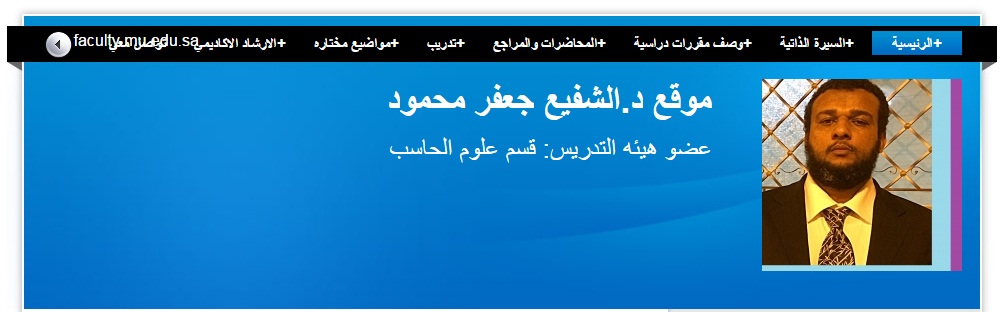 +الرئيسية +السيرة الذاتية +وصف مقررات دراسية +المحاضرات والمراجع +تدريب +مواضيع مختاره +الارشاد الاكاديمي faculty.mu.edu.sa
موقع د.الشفيع جعفر محمود
عضو هيئه التدريس: قسم علوم الحاسب